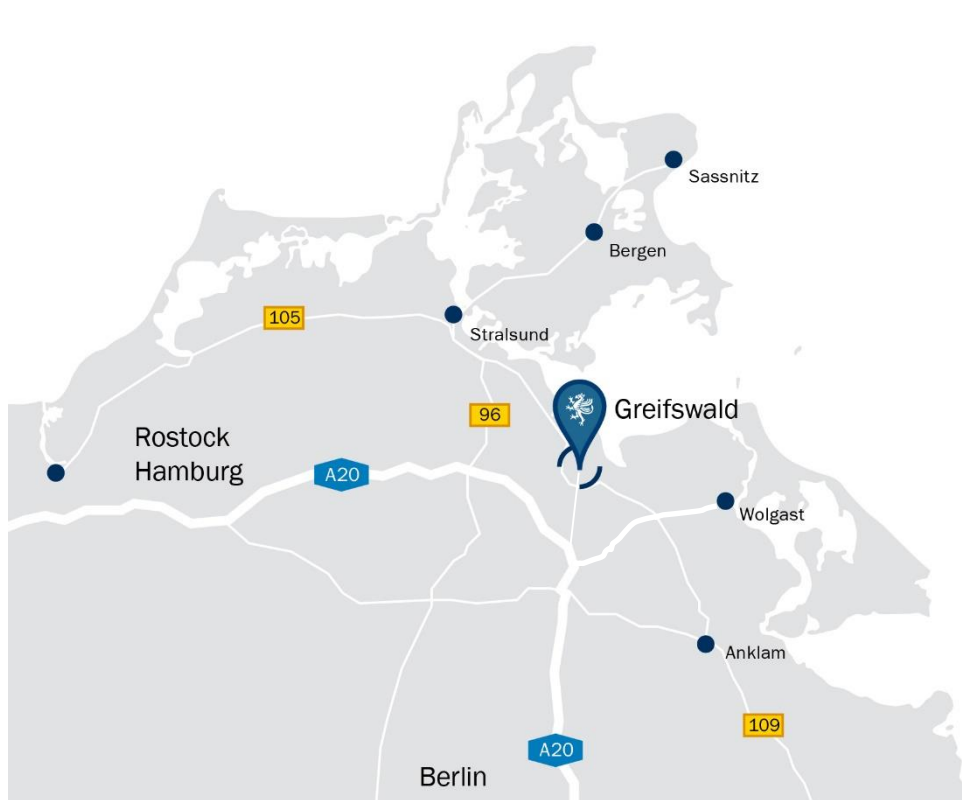 Sassnitz
Bergen
105
Stralsund
96
Greifswald
Rostock
Hamburg
A20
Wolgast
Anklam
109
A20
Berlin